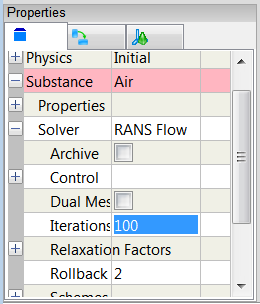 Properties
Physics Initial
Substance Air
Properties
Solver RANS Flow
Archive
Control
Dual Mes
Iterations 100
Relaxation Factors
Rollback 2
Schemes